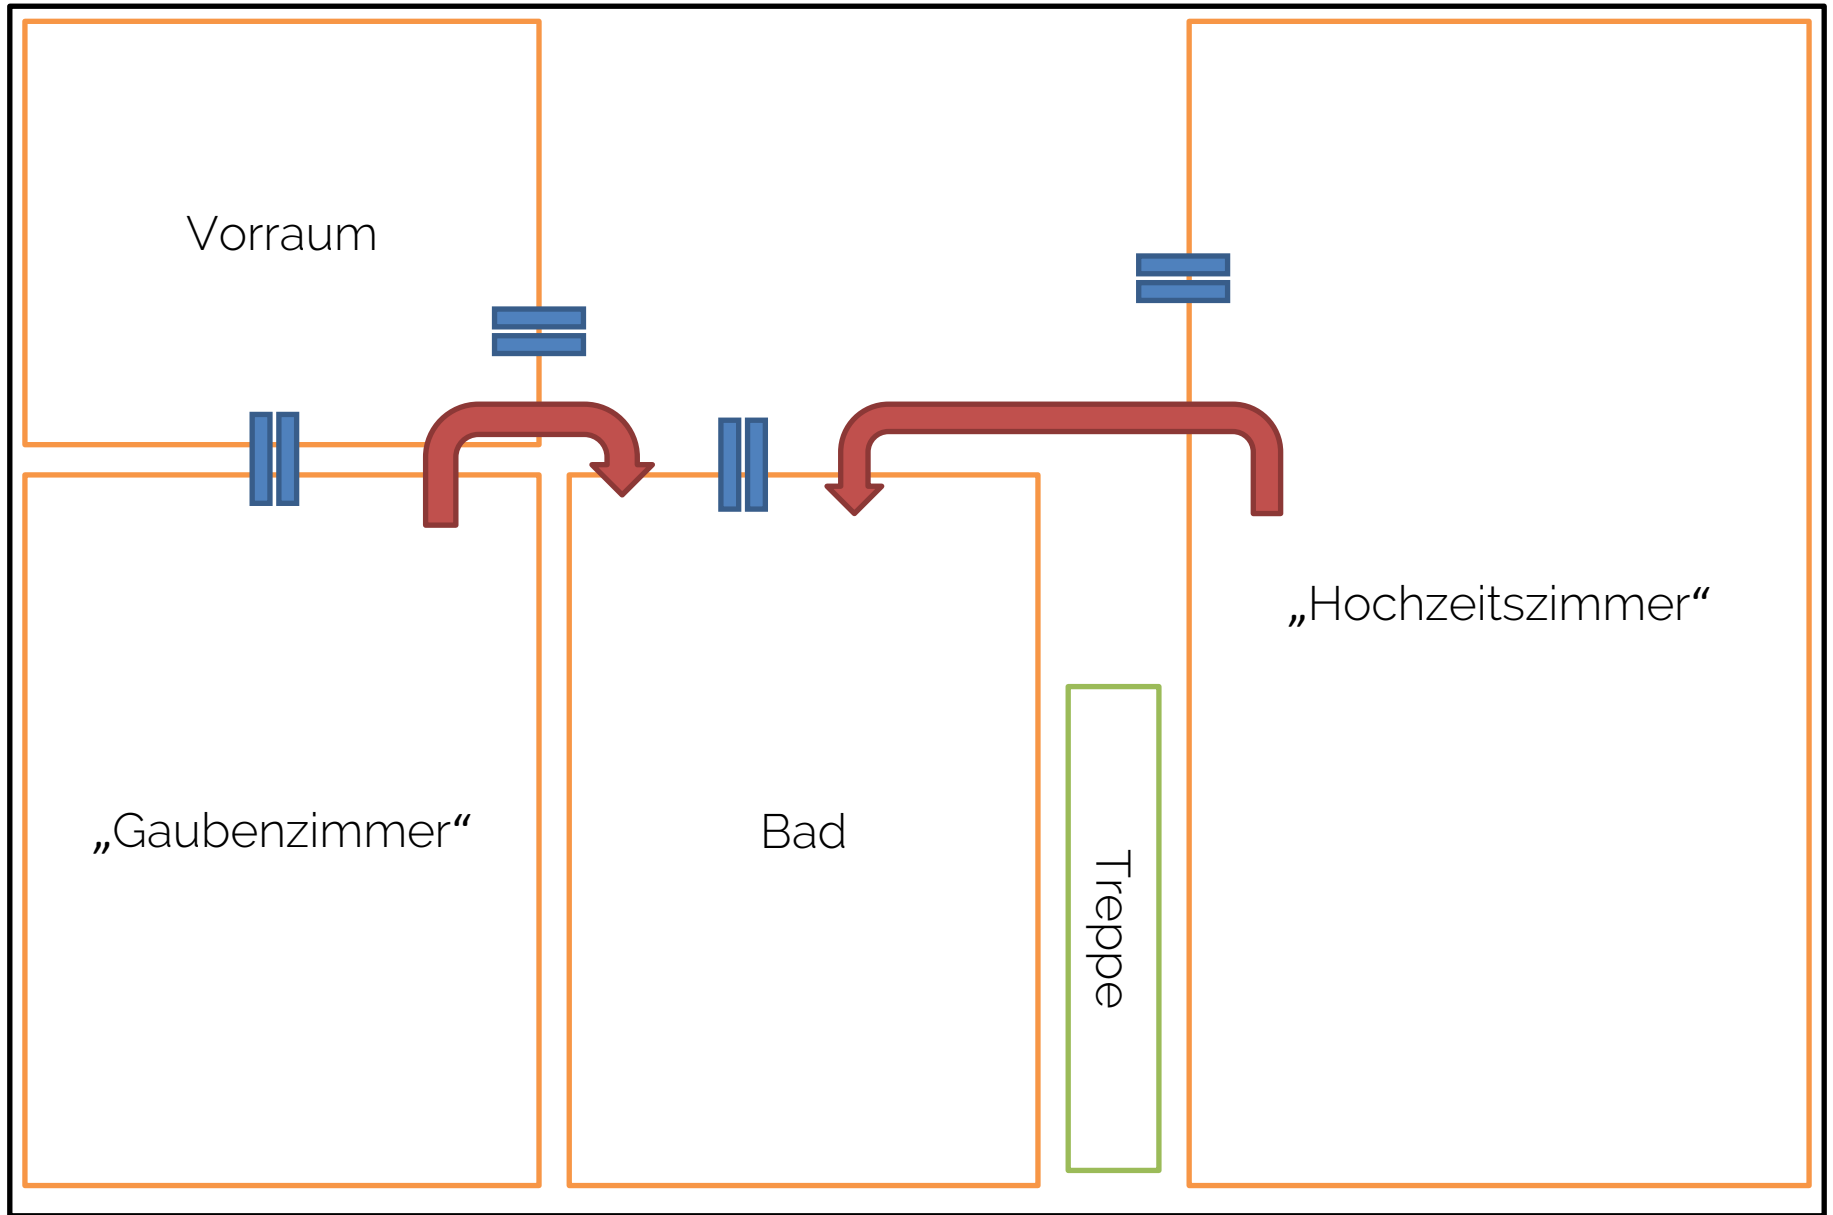 Vorraum
„Hochzeitszimmer“
„Gaubenzimmer“
Bad
Treppe